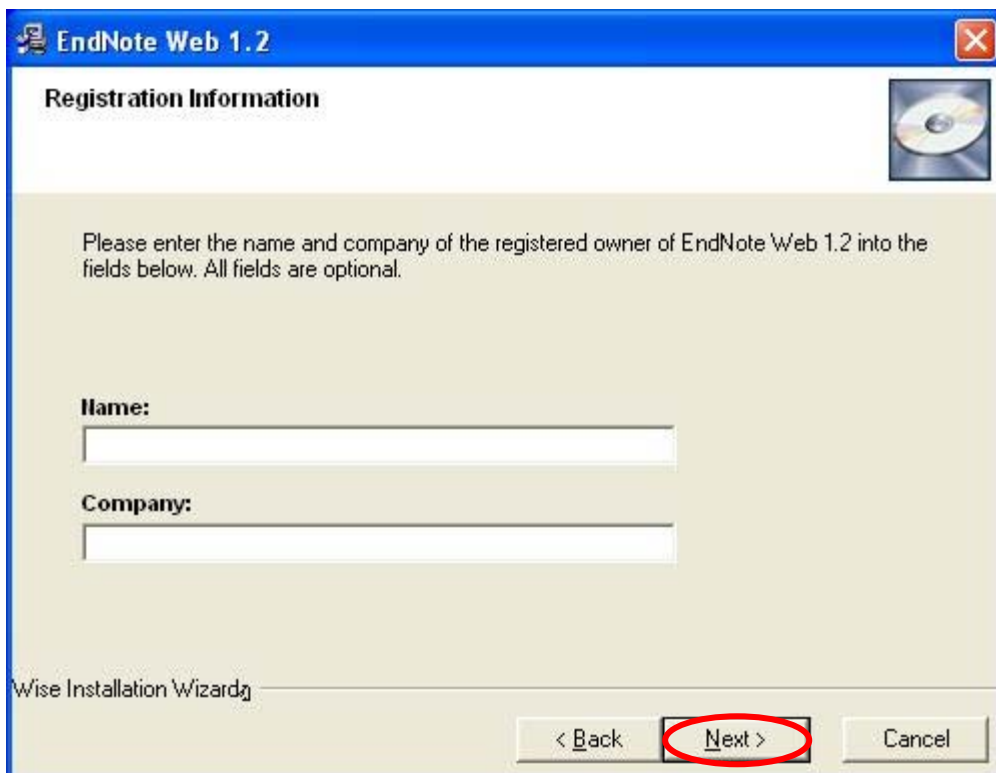 EndNote Web 1.2
Registration Information
Please enter the name and company of the registered owner of EndNote Web 1.2 into the
fields below. All fields are optional.
Name:
Company:
Wise Installation Wizard
< Back Next > Cancel